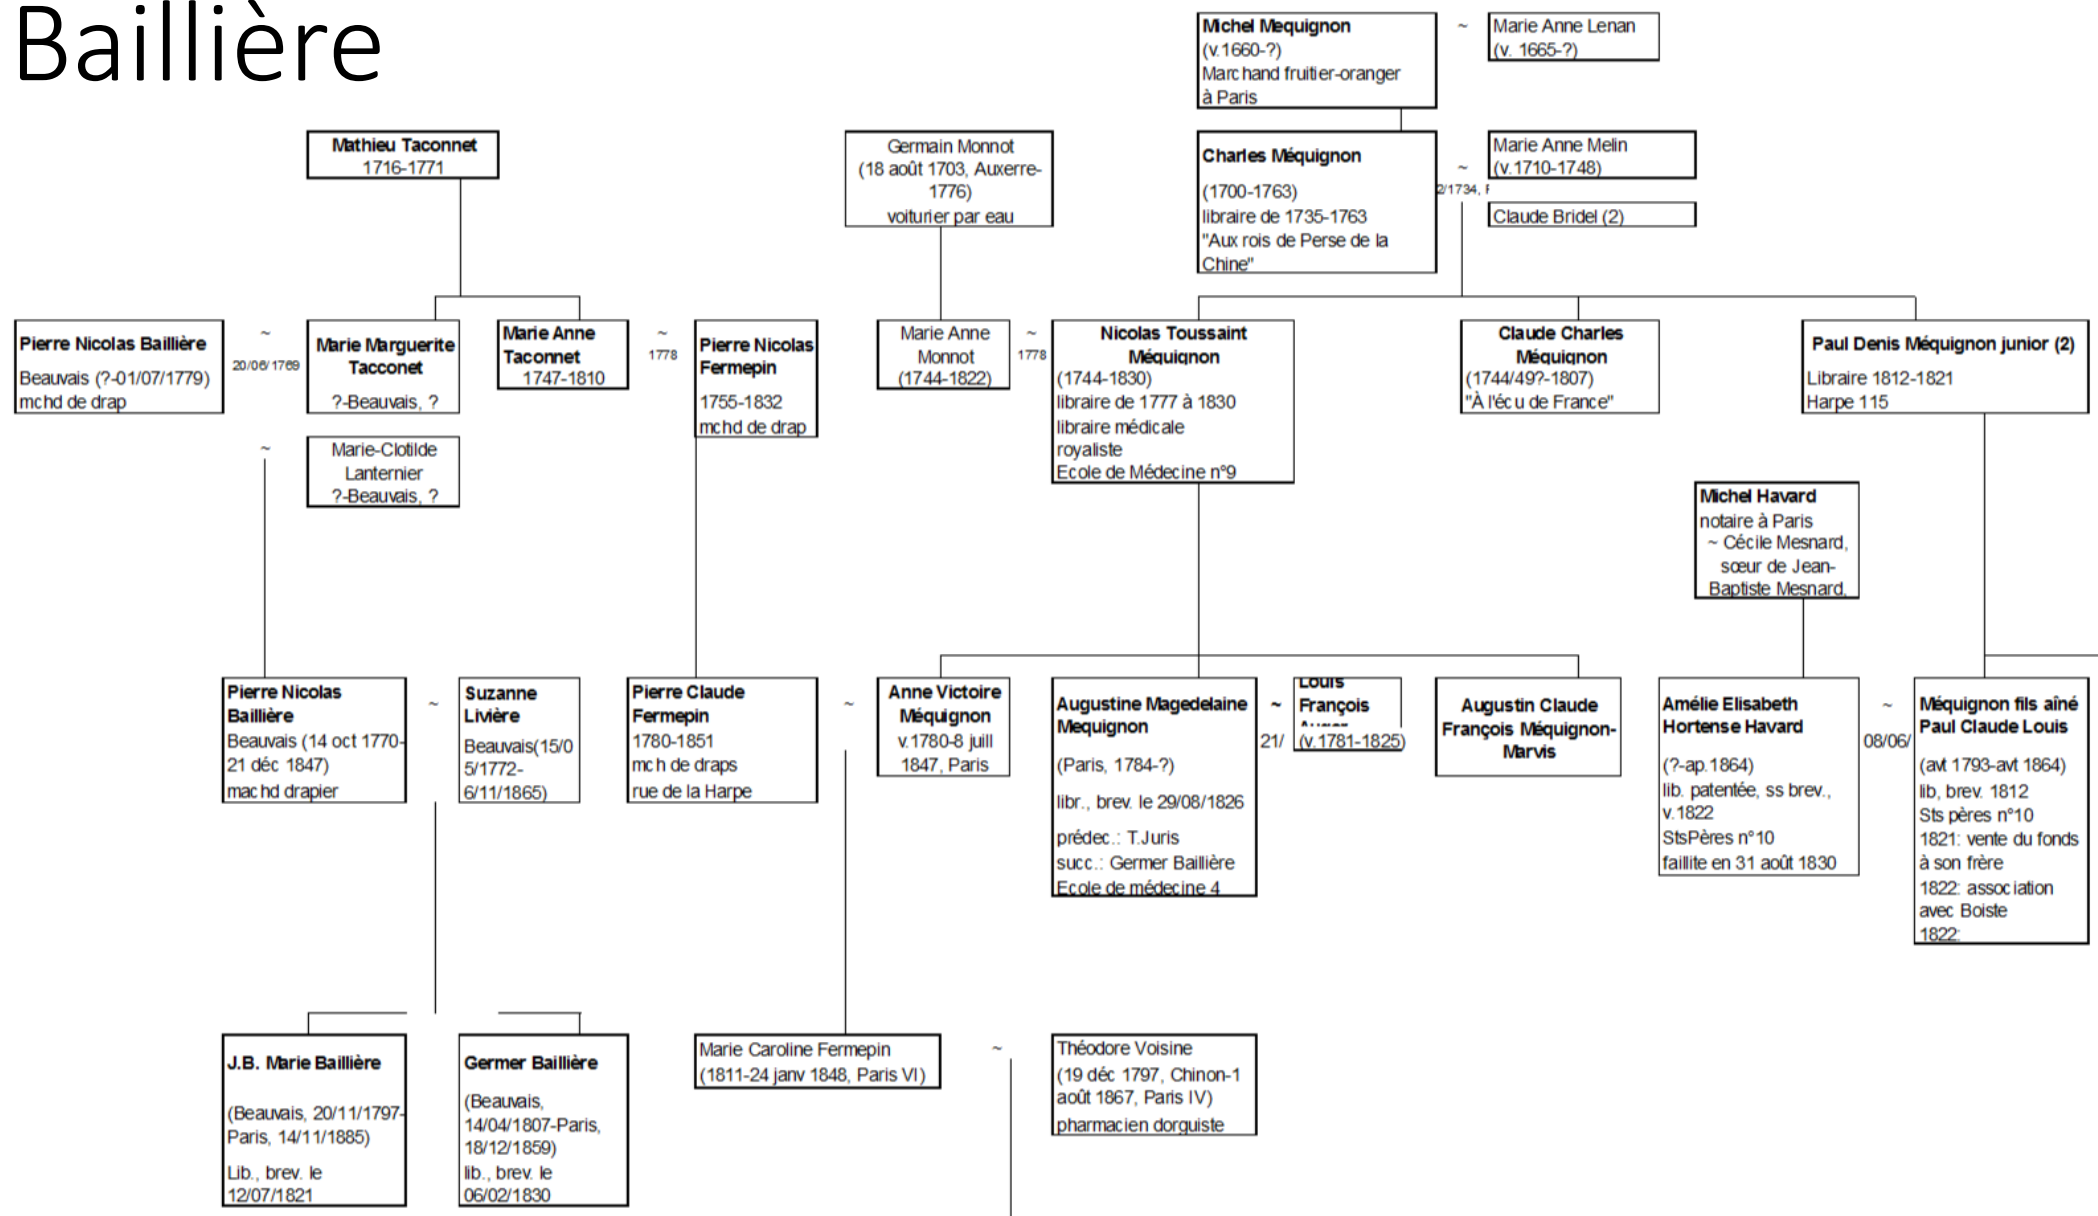 Baillière
Michel Mequignon
(v.1660-?)
Marchand fruitier-oranger
à Paris
~
Marie Anne Lenan
(v. 1665-?)
Mathieu Taconnet
1716-1771
Germain Monnot
(18 août 1703, Auxerre-
1776)
voiturier par eau
Charles Méquignon
(1700-1763)
libraire de 1735-1763
"Aux rois de Perse de la
Chine"
~
2/1734,
Marie Anne Melin
(v.1710-1748)
Claude Bridel (2)
Pierre Nicolas Baillière
Beauvais (?-01/07/1779)
mchd de drap
~
20/06/1769
Marie Marguerite
Tacconet
?-Beauvais, ?
Marie Anne
Taconnet
1747-1810
~
1778
Pierre Nicolas
Fermepin
1755-1832
mchd de drap
Marie Anne
Monnot
(1744-1822)
~
1778
Nicolas Toussaint
Méquignon
(1744-1830)
libraire de 1777 à 1830
libraire médicale
royaliste
Ecole de Médecine n°9
Claude Charles
Méquignon
(1744/49?-1807)
"À l'écu de France"
Paul Denis Méquignon junior (2)
Libraire 1812-1821
Harpe 115
~
Marie-Clotilde
Lanternier
?-Beauvais, ?
Michel Havard
notaire à Paris
~ Cécile Mesnard,
sœur de Jean-
Baptiste Mesnard,
Pierre Nicolas
Baillière
Beauvais (14 oct 1770-
21 déc 1847)
machd drapier
~
Suzanne
Livière
Beauvais(15/0
5/1772-
6/11/1865)
Pierre Claude
Fermepin
1780-1851
mch de draps
rue de la Harpe
~
Anne Victoire
Méquignon
v.1780-8 juill
1847, Paris
Augustine Magedelaine
Mequignon
(Paris, 1784-?)
libr., brev. le 29/08/1826
prédec.: T.Juris
succ.: Germer Baillière
Ecole de médecine 4
~
21/
Louis
François
(v.1781-1825)
Augustin Claude
François Méquignon-
Marvis
Amélie Elisabeth
Hortense Havard
(?-ap.1864)
lib. patentée, ss brev.,
v.1822
StsPères n°10
faillite en 31 août 1830
~
08/06/
Méquignon fils aîné
Paul Claude Louis
(avt 1793-avt 1864)
lib, brev. 1812
Sts pères n°10
1821: vente du fonds
à son frère
1822: association
avec Boiste
1822:
J.B. Marie Baillière
(Beauvais, 20/11/1797-
Paris, 14/11/1885)
Lib., brev. le
12/07/1821
Germer Baillière
(Beauvais,
14/04/1807-Paris,
18/12/1859)
lib., brev. le
06/02/1830
Marie Caroline Fermepin
(1811-24 janv 1848, Paris VI)
~
Théodore Voisine
(19 déc 1797, Chinon-1
août 1867, Paris IV)
pharmacien dorguiste